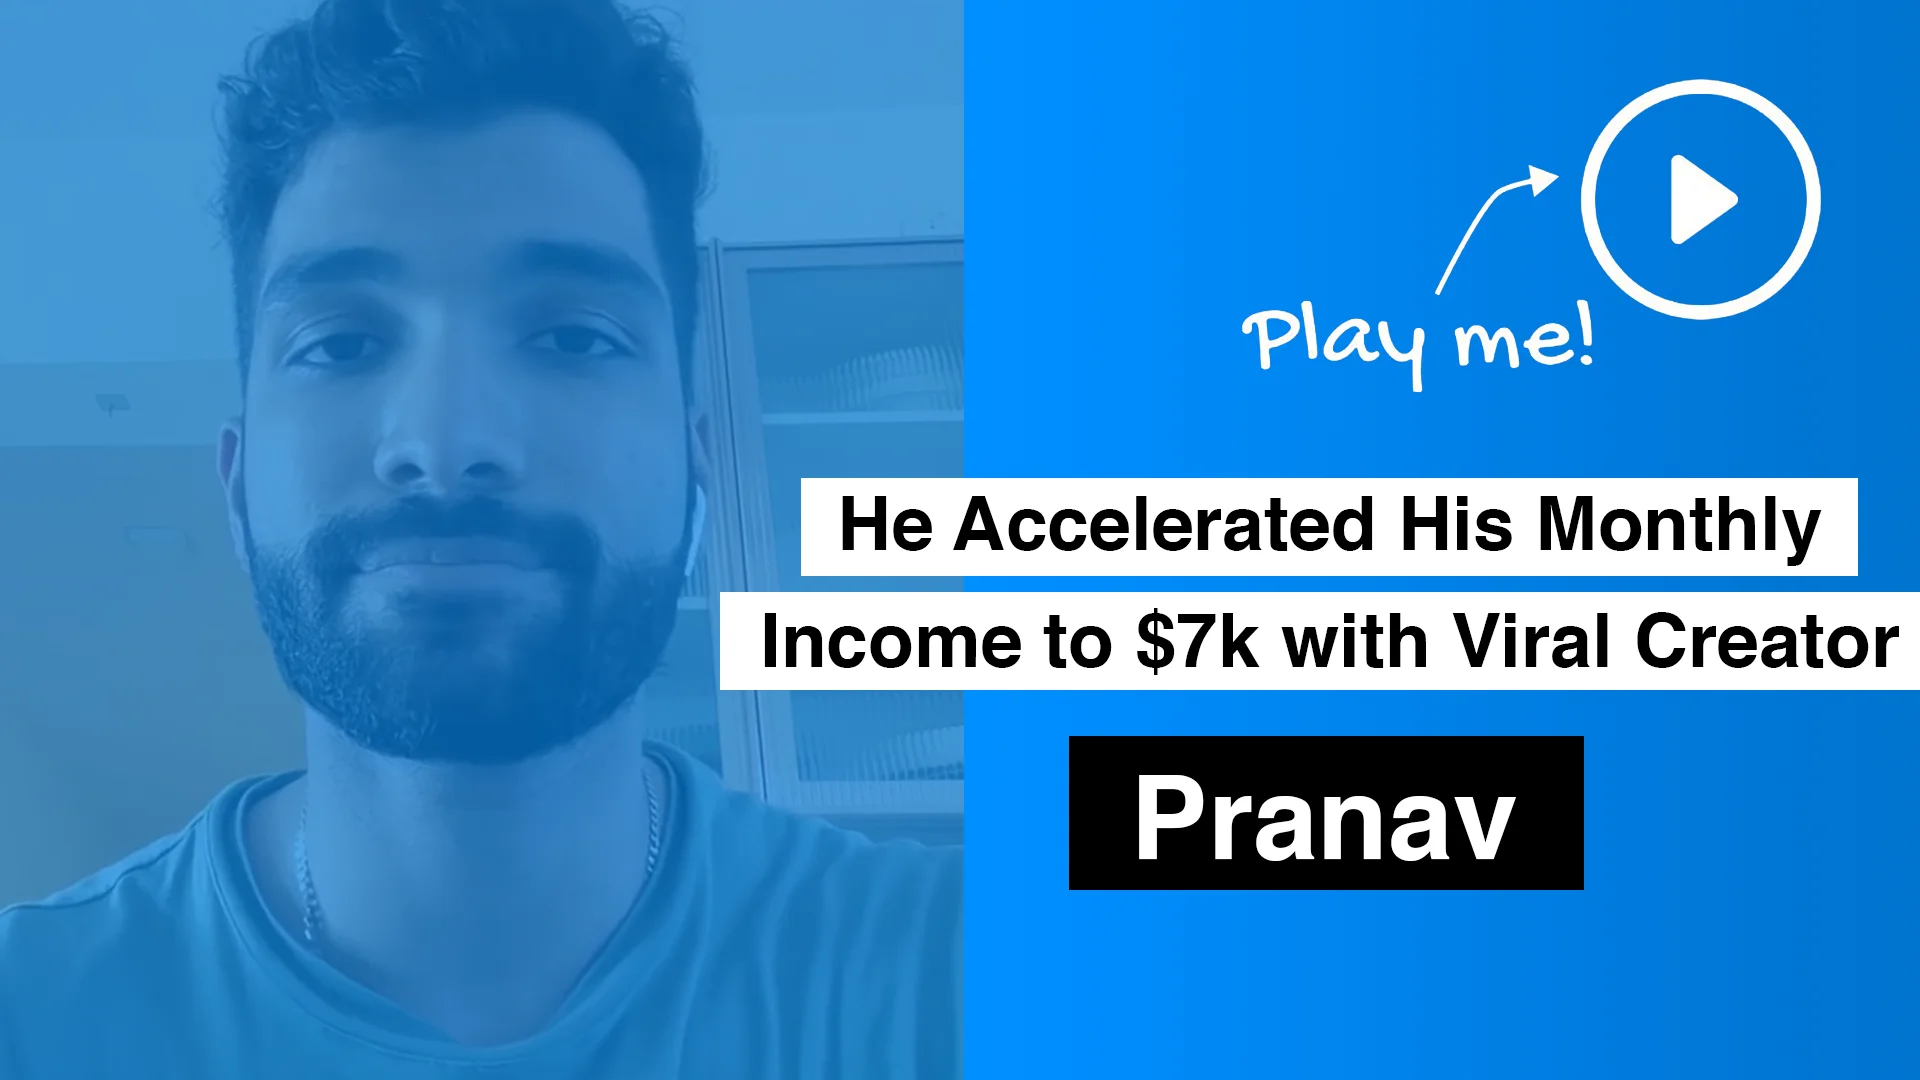 Play me!
He Accelerated His Monthly
Income to $7k with Viral Creator
Pranav